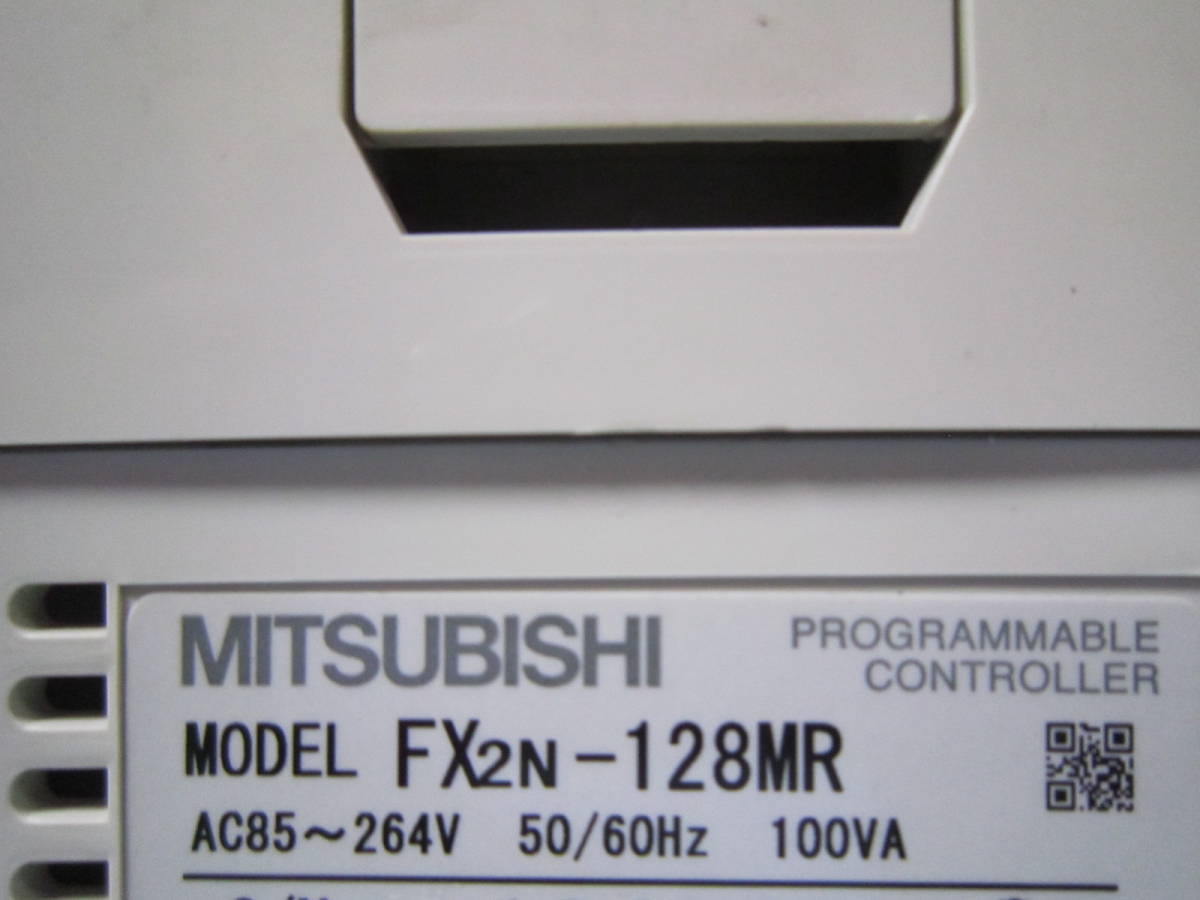 MITSUBISHI
PROGRAMMABLE
CONTROLLER
MODEL FX2N-128MR
AC85～264V 50/60Hz 100VA